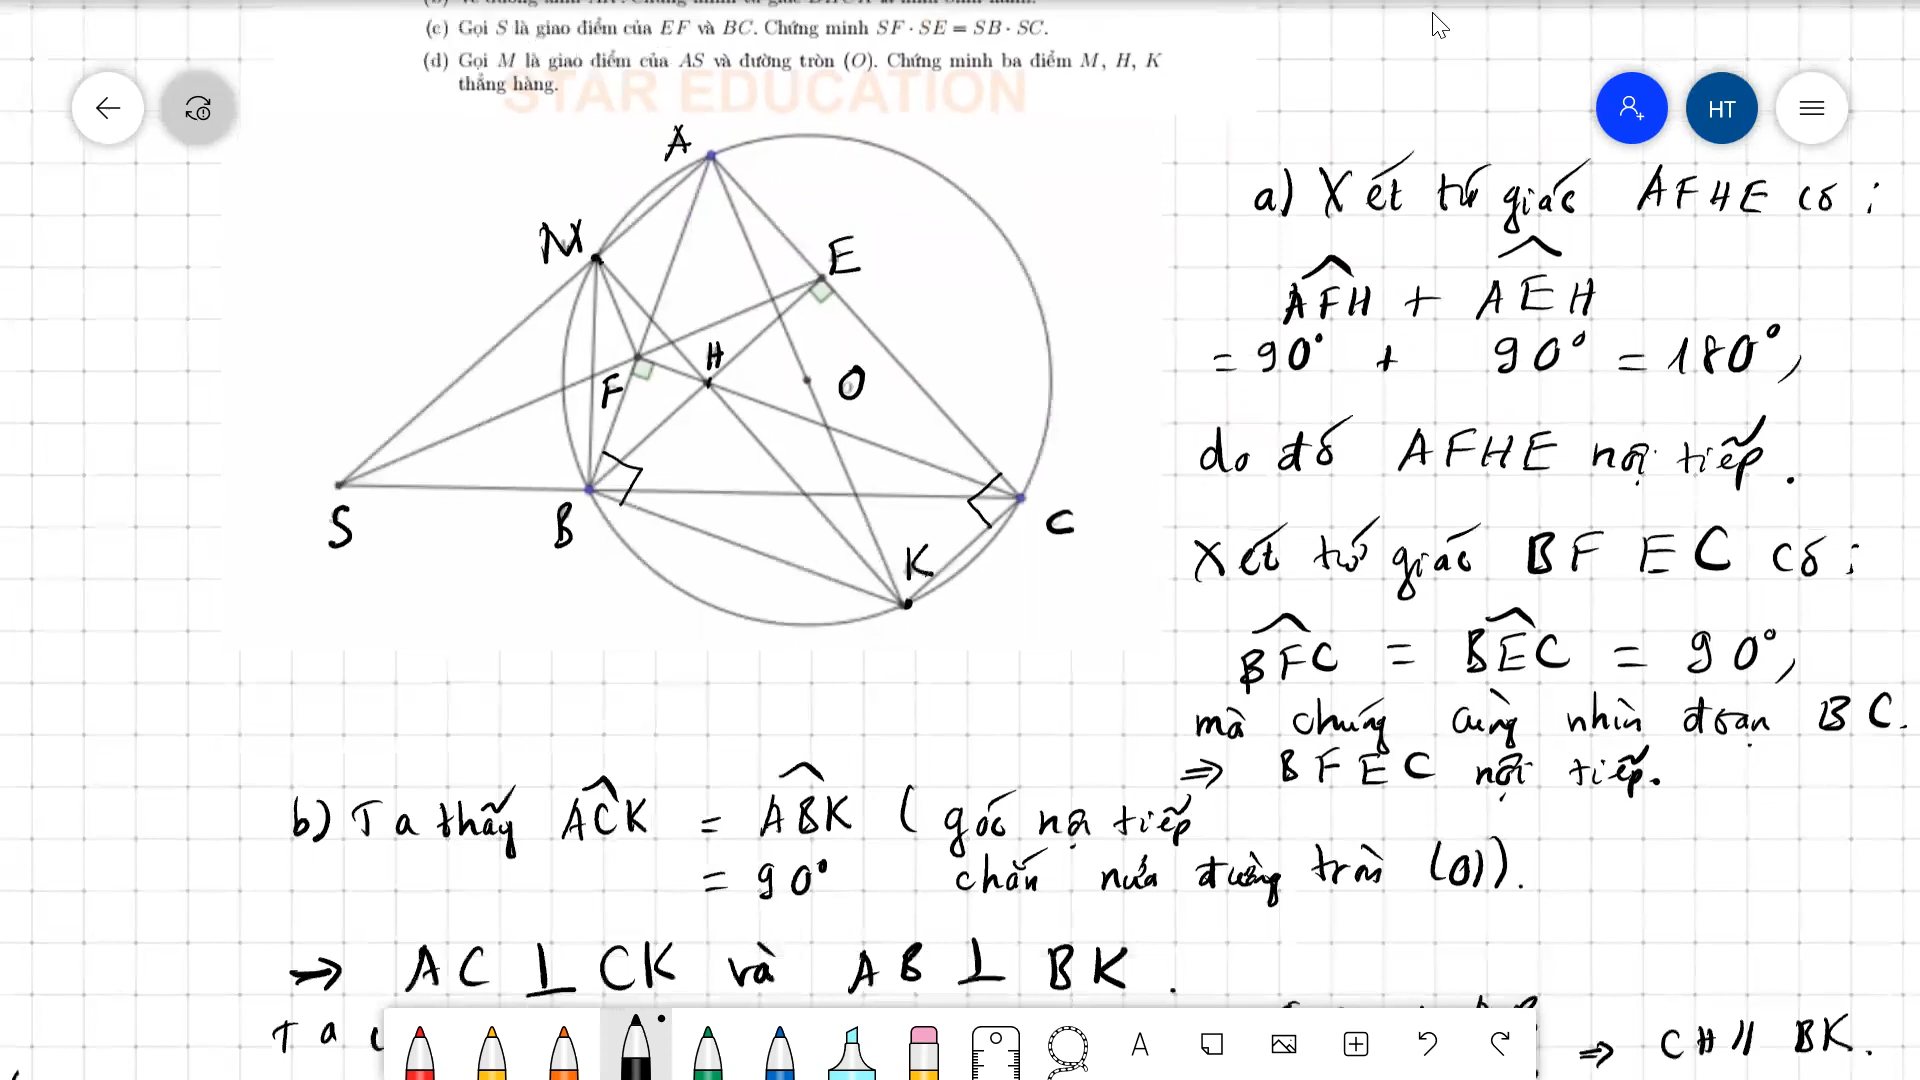 (c) Gọi S là giao điểm của EF và BC. Chứng minh SF · SE = SB · SC.
(d) Gọi M là giao điểm của AS và đường tròn (O). Chứng minh ba điểm M, H, K
thẳng hàng.
STAR EDUCATION
HT
A
M
E
H
F
O
S
B
C
K
a) Xét tứ giác AFHE có :
AFH + AEH
= 90° + 90° = 180°,
do đó AFHE nội tiếp .
Xét tứ giác BFEC có :
BFC = BEC = 90°,
mà chúng cùng nhìn đoạn BC.
⇒ BFEC nội tiếp.
b) Ta thấy ACK = ABK ( góc nội tiếp
= 90° chắn nửa đường tròn (O)).
⇒ AC ⊥ CK và AB ⊥ BK .
Ta
⇒ CH // BK.
A